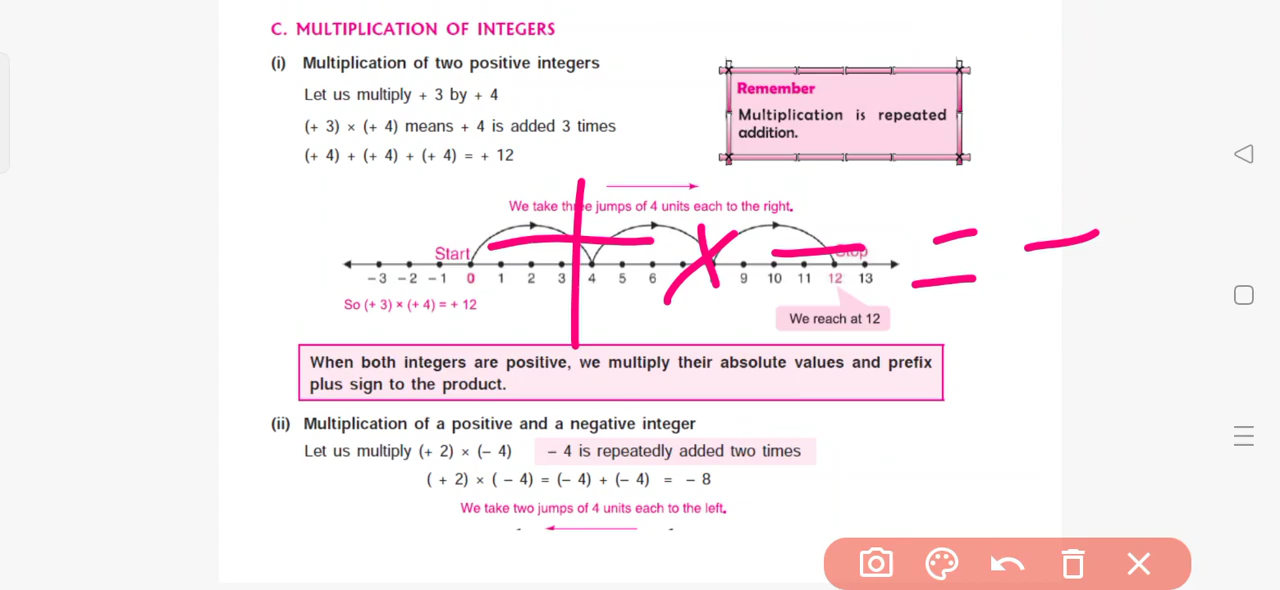 C. MULTIPLICATION OF INTEGERS
(i) Multiplication of two positive integers
Let us multiply + 3 by + 4
(+ 3) × (+ 4) means + 4 is added 3 times
(+ 4) + (+ 4) + (+ 4) = + 12
Remember
Multiplication is repeated
addition.
We take three jumps of 4 units each to the right.
Start
Stop
– 3 – 2 – 1 0 1 2 3 4 5 6 9 10 11 12 13
So (+ 3) × (+ 4) = + 12
We reach at 12
+ × – = –
When both integers are positive, we multiply their absolute values and prefix
plus sign to the product.
(ii) Multiplication of a positive and a negative integer
Let us multiply (+ 2) × (– 4) – 4 is repeatedly added two times
( + 2) × ( – 4) = (– 4) + (– 4) = – 8
We take two jumps of 4 units each to the left.